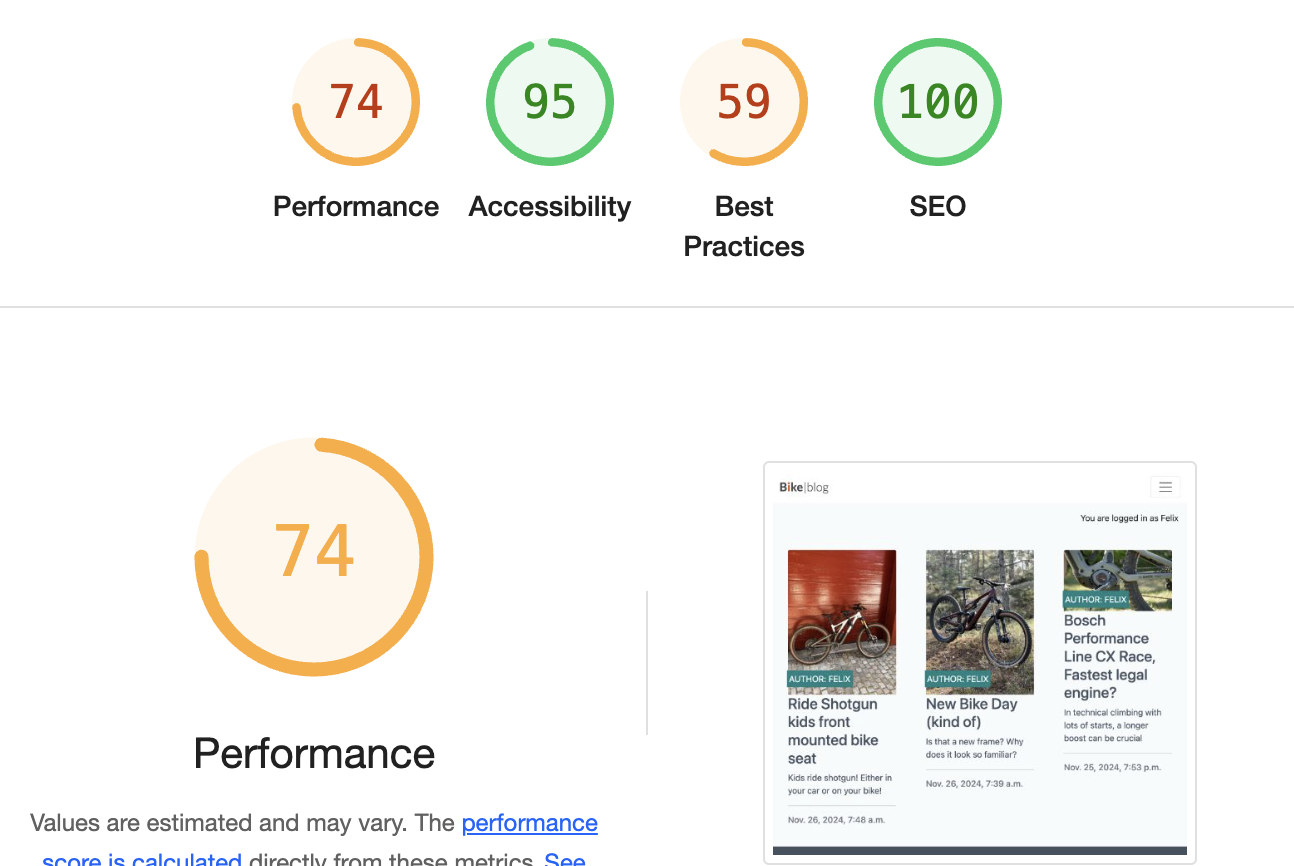 74
95
59
100
Performance
Accessibility
Best
Practices
SEO
74
Performance
Values are estimated and may vary. The performance
score is calculated directly from these metrics. See
Bike|blog
You are logged in as Felix
AUTHOR: FELIX
Ride Shotgun
kids front
mounted bike
seat
Kids ride shotgun! Either in
your car or on your bike!
Nov. 26, 2024, 7:48 a.m.
AUTHOR: FELIX
New Bike Day
(kind of)
Is that a new frame? Why
does it look so familiar?
Nov. 26, 2024, 7:39 a.m.
AUTHOR: FELIX
Bosch
Performance
Line CX Race,
Fastest legal
engine?
In technical climbing with
lots of starts, a longer
boost can be crucial
Nov. 25, 2024, 7:53 p.m.